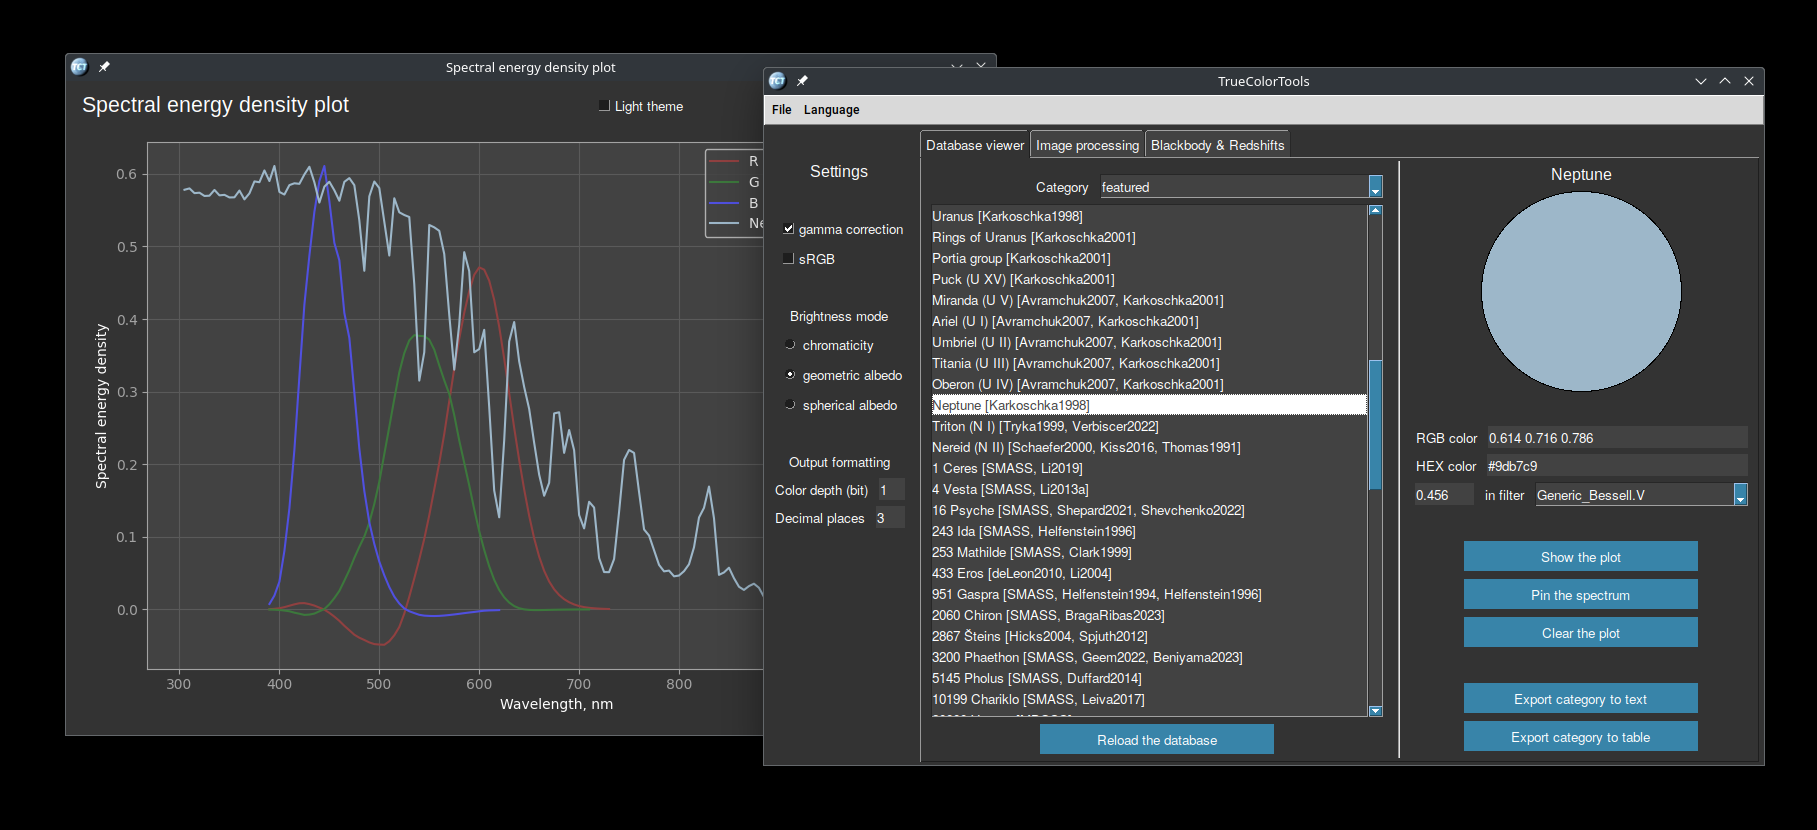 TCT
Spectral energy density plot
Spectral energy density plot
Light theme
R
G
B
0.6
0.5
0.4
0.3
0.2
0.1
0.0
Spectral energy density
300 400 500 600 700 800
Wavelength, nm
TCT
TrueColorTools
File Language
Database viewer Image processing Blackbody & Redshifts
Settings
gamma correction
sRGB
Brightness mode
chromaticity
geometric albedo
spherical albedo
Output formatting
Color depth (bit) 1
Decimal places 3
Category featured
Uranus [Karkoschka1998]
Rings of Uranus [Karkoschka2001]
Portia group [Karkoschka2001]
Puck (U XV) [Karkoschka2001]
Miranda (U V) [Avramchuk2007, Karkoschka2001]
Ariel (U I) [Avramchuk2007, Karkoschka2001]
Umbriel (U II) [Avramchuk2007, Karkoschka2001]
Titania (U III) [Avramchuk2007, Karkoschka2001]
Oberon (U IV) [Avramchuk2007, Karkoschka2001]
Neptune [Karkoschka1998]
Triton (N I) [Tryka1999, Verbiscer2022]
Nereid (N II) [Schaefer2000, Kiss2016, Thomas1991]
1 Ceres [SMASS, Li2019]
4 Vesta [SMASS, Li2013a]
16 Psyche [SMASS, Shepard2021, Shevchenko2022]
243 Ida [SMASS, Helfenstein1996]
253 Mathilde [SMASS, Clark1999]
433 Eros [deLeon2010, Li2004]
951 Gaspra [SMASS, Helfenstein1994, Helfenstein1996]
2060 Chiron [SMASS, BragaRibas2023]
2867 Šteins [Hicks2004, Spjuth2012]
3200 Phaethon [SMASS, Geem2022, Beniyama2023]
5145 Pholus [SMASS, Duffard2014]
10199 Chariklo [SMASS, Leiva2017]
Reload the database
Neptune
RGB color 0.614 0.716 0.786
HEX color #9db7c9
0.456 in filter Generic_Bessell.V
Show the plot
Pin the spectrum
Clear the plot
Export category to text
Export category to table